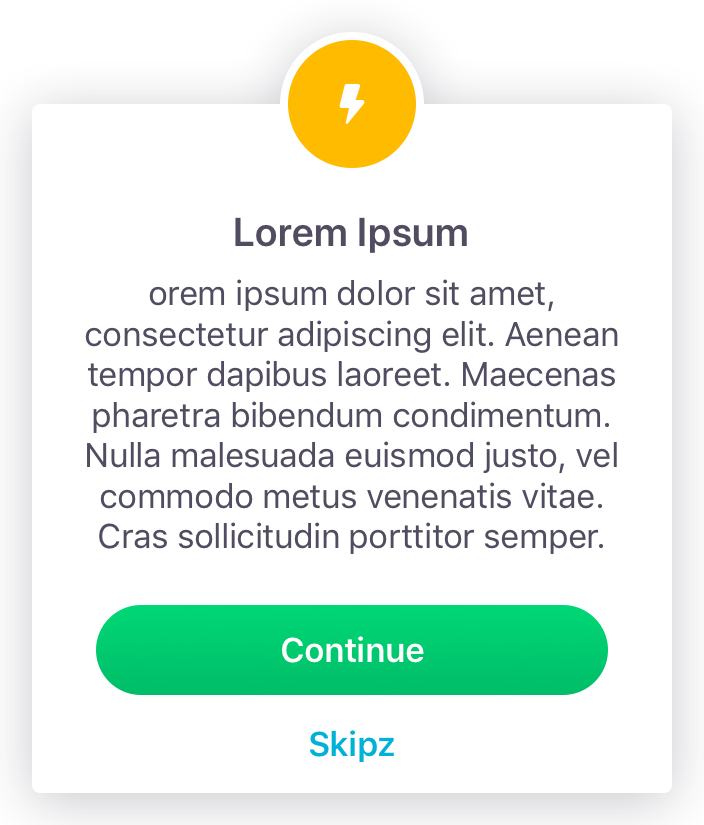 Lorem Ipsum
orem ipsum dolor sit amet,
consectetur adipiscing elit. Aenean
tempor dapibus laoreet. Maecenas
pharetra bibendum condimentum.
Nulla malesuada euismod justo, vel
commodo metus venenatis vitae.
Cras sollicitudin porttitor semper.
Continue
Skipz